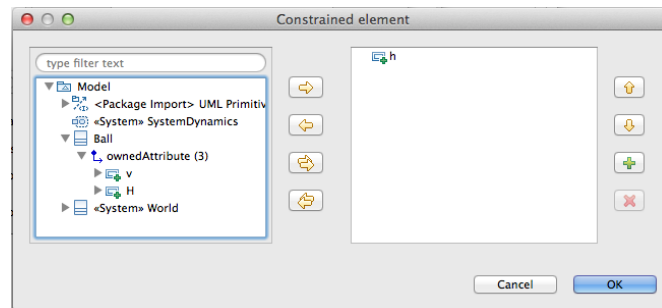 Constrained element
type filter text
Model
<Package Import> UML Primitiv
«System» SystemDynamics
Ball
ownedAttribute (3)
v
H
«System» World
h
Cancel
OK